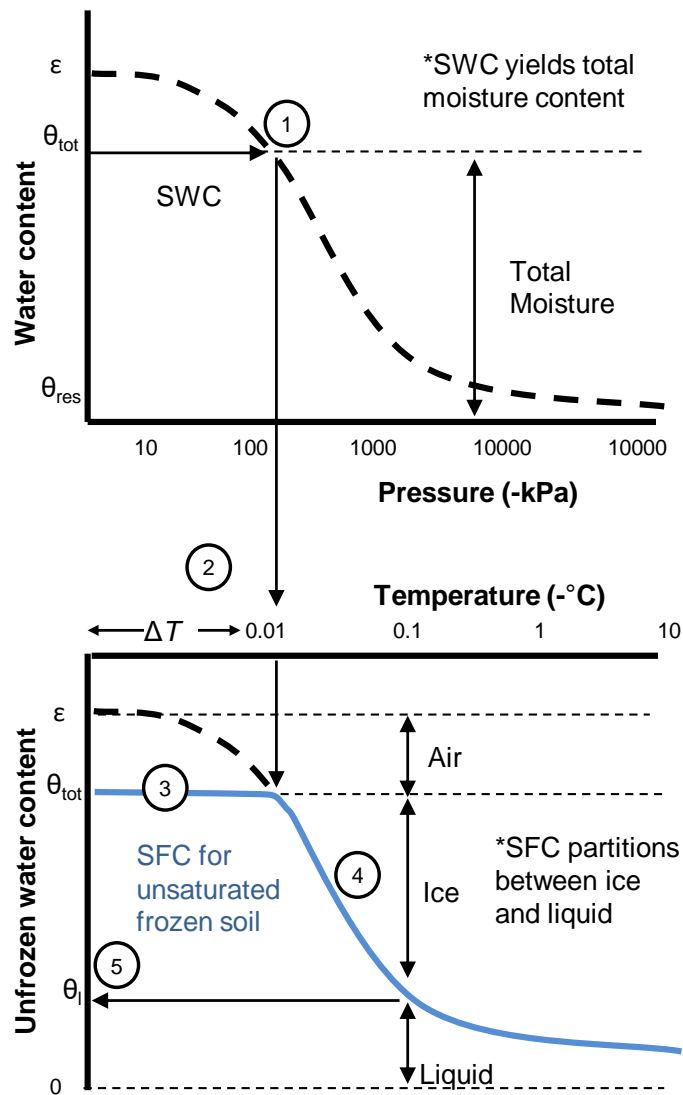 ε
*SWC yields total
moisture content
1
θtot
SWC
Total
Moisture
Water content
θres
10 100 1000 10000 10000
Pressure (-kPa)
2
Temperature (-°C)
ΔT 0.01 0.1 1 10
ε
Air
θtot
3
SFC for
unsaturated
frozen soil
4
Ice
*SFC partitions
between ice
and liquid
5
θl
Unfrozen water content
Liquid
0